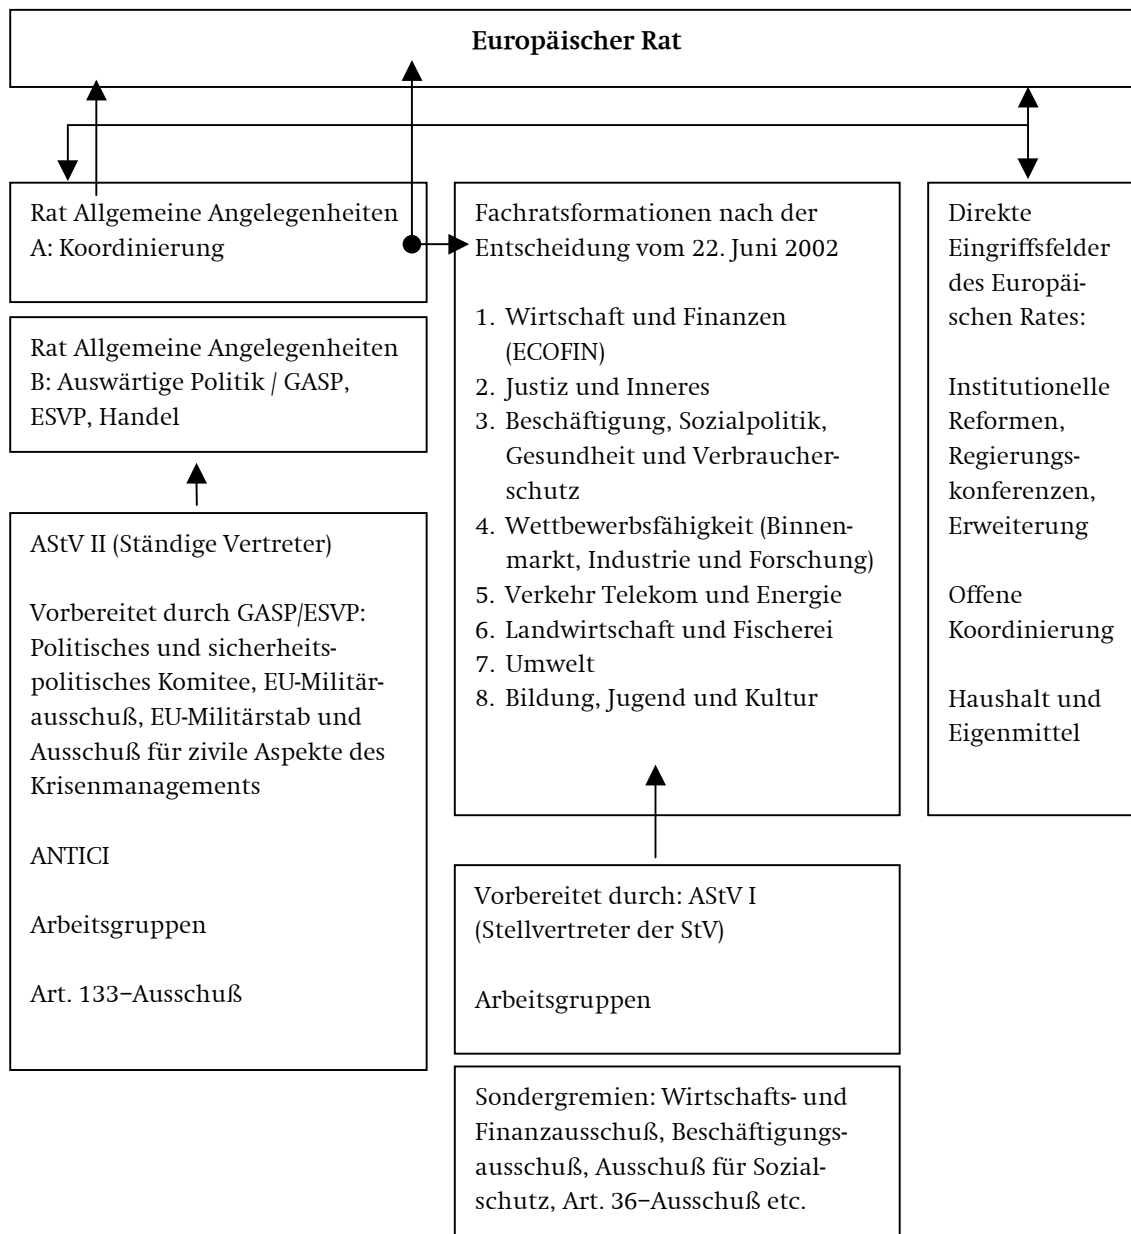 Europäischer Rat
Rat Allgemeine Angelegenheiten
A: Koordinierung
Rat Allgemeine Angelegenheiten
B: Auswärtige Politik / GASP,
ESVP, Handel
AStV II (Ständige Vertreter)
Vorbereitet durch GASP/ESVP:
Politisches und sicherheits-
politisches Komitee, EU-Militär-
ausschuß, EU-Militärstab und
Ausschuß für zivile Aspekte des
Krisenmanagements
ANTICI
Arbeitsgruppen
Art. 133–Ausschuß
Fachratsformationen nach der
Entscheidung vom 22. Juni 2002
1. Wirtschaft und Finanzen
(ECOFIN)
2. Justiz und Inneres
3. Beschäftigung, Sozialpolitik,
Gesundheit und Verbraucher-
schutz
4. Wettbewerbsfähigkeit (Binnen-
markt, Industrie und Forschung)
5. Verkehr Telekom und Energie
6. Landwirtschaft und Fischerei
7. Umwelt
8. Bildung, Jugend und Kultur
Vorbereitet durch: AStV I
(Stellvertreter der StV)
Arbeitsgruppen
Sondergremien: Wirtschafts- und
Finanzausschuß, Beschäftigungs-
ausschuß, Ausschuß für Sozial-
schutz, Art. 36–Ausschuß etc.
Direkte
Eingriffsfelder
des Europäi-
schen Rates:
Institutionelle
Reformen,
Regierungs-
konferenzen,
Erweiterung
Offene
Koordinierung
Haushalt und
Eigenmittel